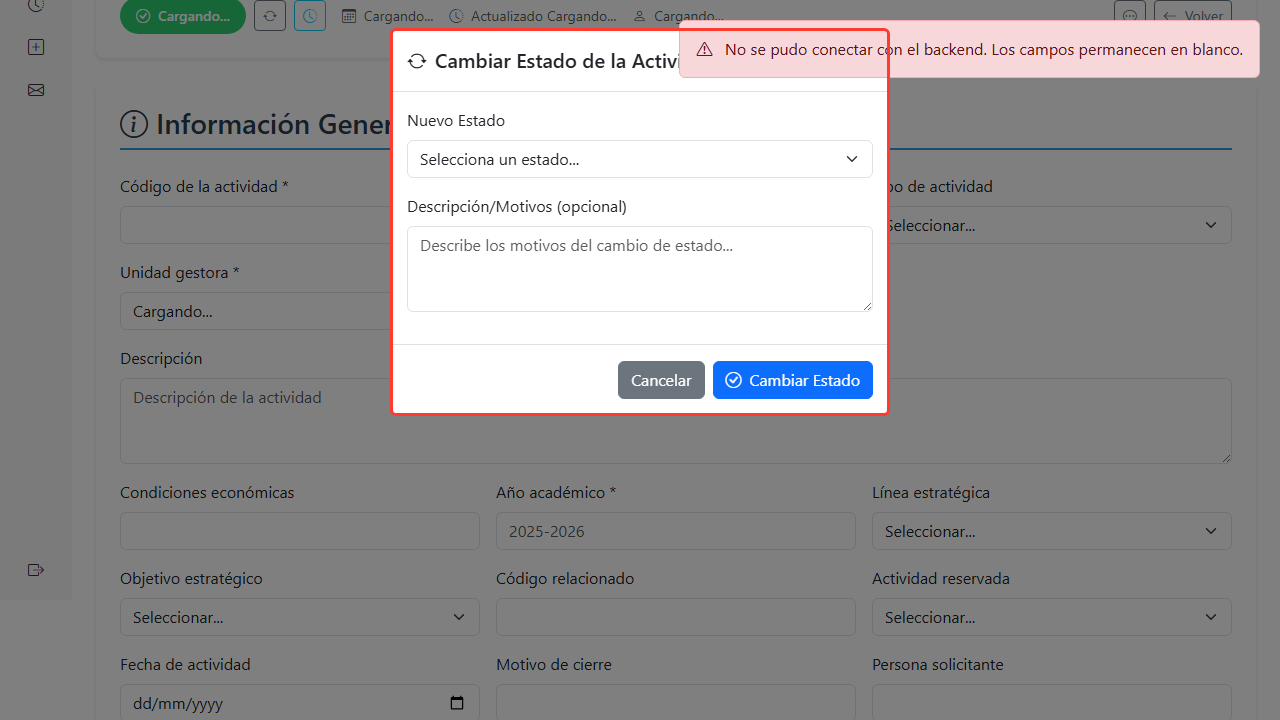 Cargando...
Cargando...
Actualizado Cargando...
Cargando...
Volver
No se pudo conectar con el backend. Los campos permanecen en blanco.
Cambiar Estado de la Activi
Nuevo Estado
Selecciona un estado...
Descripción/Motivos (opcional)
Describe los motivos del cambio de estado...
Cancelar
Cambiar Estado
Información Gener
Código de la actividad *
po de actividad
Seleccionar...
Unidad gestora *
Cargando...
Descripción
Descripción de la actividad
Condiciones económicas
Año académico *
Línea estratégica
2025-2026
Seleccionar...
Objetivo estratégico
Código relacionado
Actividad reservada
Seleccionar...
Seleccionar...
Fecha de actividad
Motivo de cierre
Persona solicitante
dd/mm/yyyy